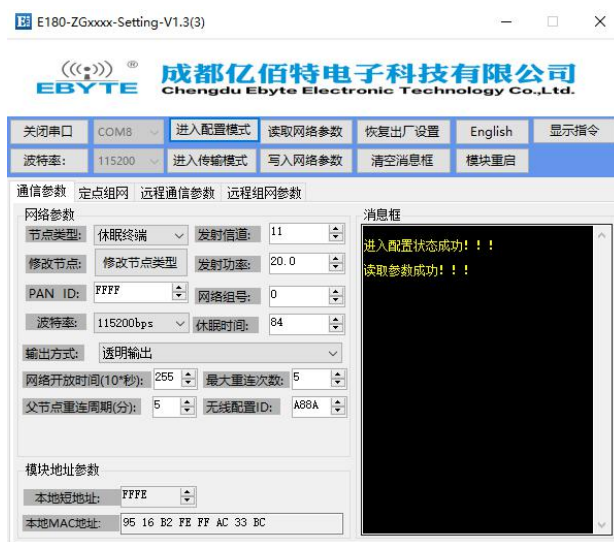 E180-ZGxxxx-Setting-V1.3(3)
((•)) ®
EBYTE
成都亿佰特电子科技有限公司
Chengdu Ebyte Electronic Technology Co.,Ltd.
关闭串口 COM8 进入配置模式 读取网络参数 恢复出厂设置 English 显示指令
波特率: 115200 进入传输模式 写入网络参数 清空消息框 模块重启
通信参数 定点组网 远程通信参数 远程组网参数
网络参数 消息框
节点类型: 休眠终端 发射信道: 11
进入配置状态成功!!!
修改节点: 修改节点类型 发射功率: 20.0
读取参数成功!!!
PAN ID: FFFF 网络组号: 0
波特率: 115200bps 休眠时间: 84
输出方式: 透明输出
网络开放时间(10*秒): 255 最大重连次数: 5
父节点重连周期(分): 5 无线配置ID: A88A
模块地址参数
本地短地址: FFFE
本地MAC地址: 95 16 B2 FE FF AC 33 BC